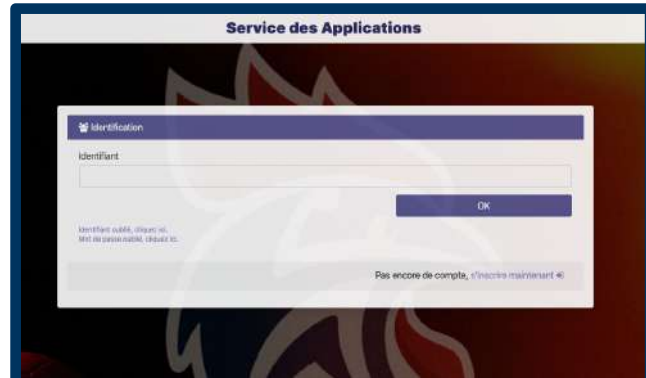 Service des Applications
Identification
Identifiant
OK
Identifiant oublié, cliquez ici.
Mot de passe oublié, cliquez ici.
Pas encore de compte, s'inscrire maintenant